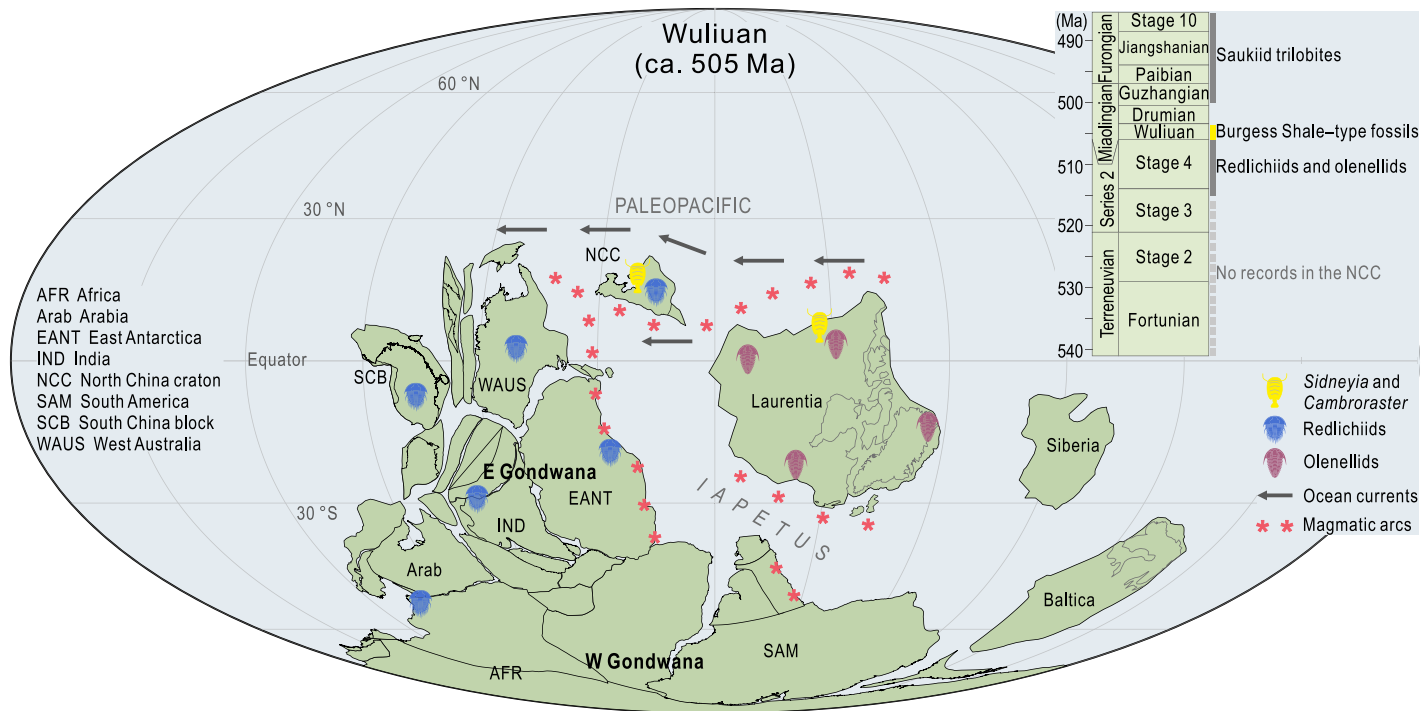 Wuliuan
(ca. 505 Ma)
60 °N
30 °N
PALEOPACIFIC
NCC
AFR Africa
Arab Arabia
EANT East Antarctica
IND India
NCC North China craton
SAM South America
SCB South China block
WAUS West Australia
Equator
SCB
WAUS
Laurentia
Siberia
E Gondwana
EANT
IND
30 °S
IAPETUS
Arab
Baltica
W Gondwana
SAM
AFR
(Ma)
490
500
510
520
530
540
Furongian
Miaolingian
Series 2
Terreneuvian
Stage 10
Jiangshanian
Paibian
Guzhangian
Drumian
Wuliuan
Stage 4
Stage 3
Stage 2
Fortunian
Saukiid trilobites
Burgess Shale–type fossils
Redlichiids and olenellids
No records in the NCC
Sidneyia and
Cambroraster
Redlichiids
Olenellids
Ocean currents
Magmatic arcs